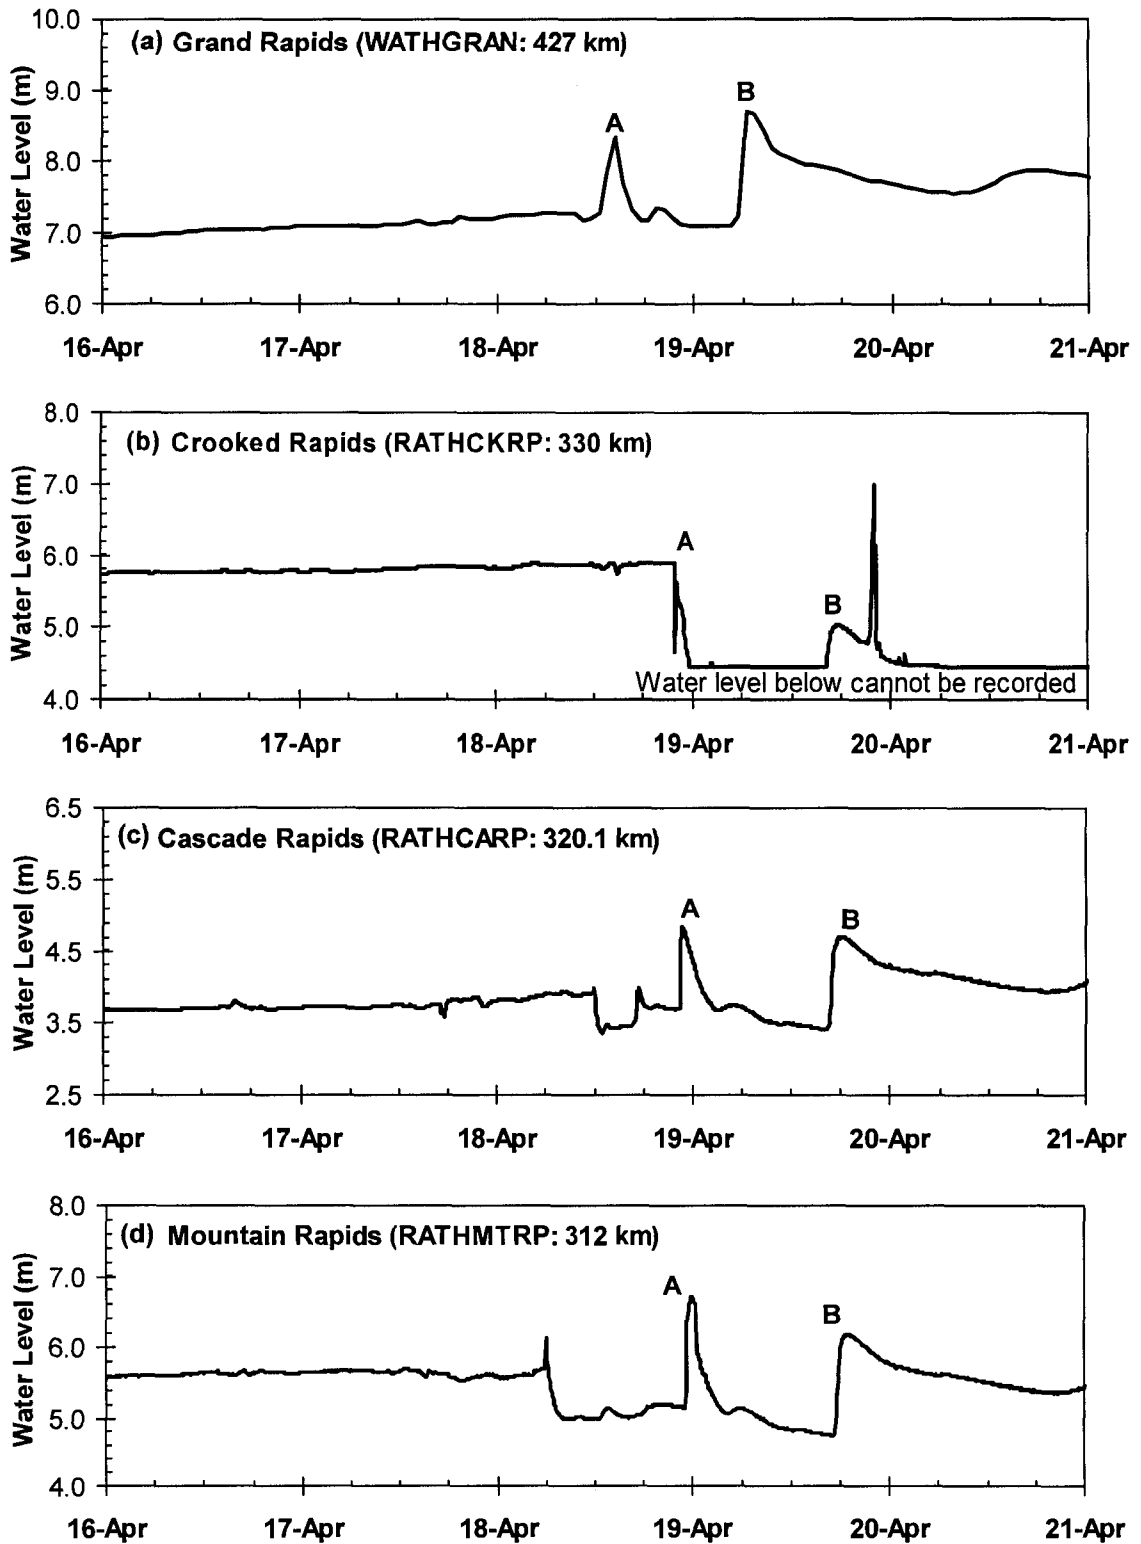 (a) Grand Rapids (WATHGRAN: 427 km)
Water Level (m)
10.0
9.0
8.0
7.0
6.0
A
B
16-Apr 17-Apr 18-Apr 19-Apr 20-Apr 21-Apr
(b) Crooked Rapids (RATHCKRP: 330 km)
Water Level (m)
8.0
7.0
6.0
5.0
4.0
A
B
Water level below cannot be recorded
16-Apr 17-Apr 18-Apr 19-Apr 20-Apr 21-Apr
(c) Cascade Rapids (RATHCARP: 320.1 km)
Water Level (m)
6.5
5.5
4.5
3.5
2.5
A
B
16-Apr 17-Apr 18-Apr 19-Apr 20-Apr 21-Apr
(d) Mountain Rapids (RATHMTRP: 312 km)
Water Level (m)
8.0
7.0
6.0
5.0
4.0
A
B
16-Apr 17-Apr 18-Apr 19-Apr 20-Apr 21-Apr